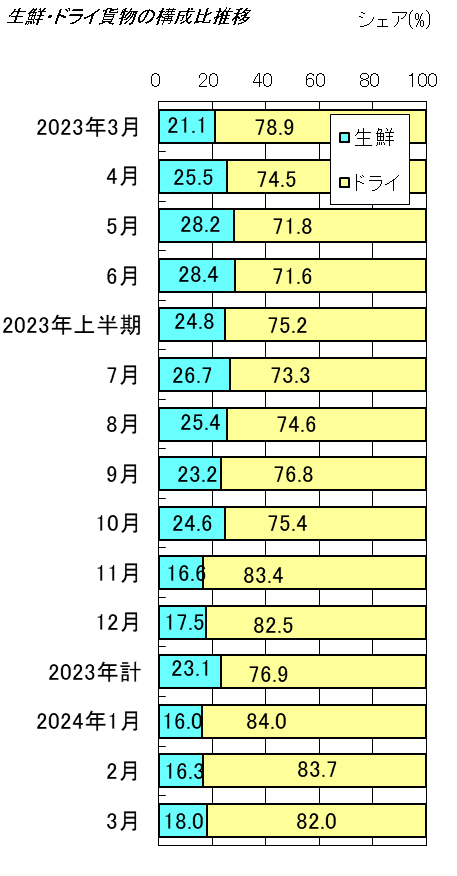 生鮮・ドライ貨物の構成比推移
シェア(%)
0 20 40 60 80 100
生鮮
ドライ
2023年3月 21.1 78.9
4月 25.5 74.5
5月 28.2 71.8
6月 28.4 71.6
2023年上半期 24.8 75.2
7月 26.7 73.3
8月 25.4 74.6
9月 23.2 76.8
10月 24.6 75.4
11月 16.6 83.4
12月 17.5 82.5
2023年計 23.1 76.9
2024年1月 16.0 84.0
2月 16.3 83.7
3月 18.0 82.0